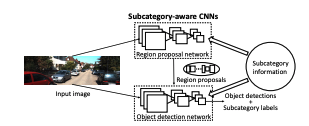 Subcategory-aware CNNs
Region proposal network
Region proposals
Subcategory
information
Input image
Object detection network
Object detections
+
Subcategory labels